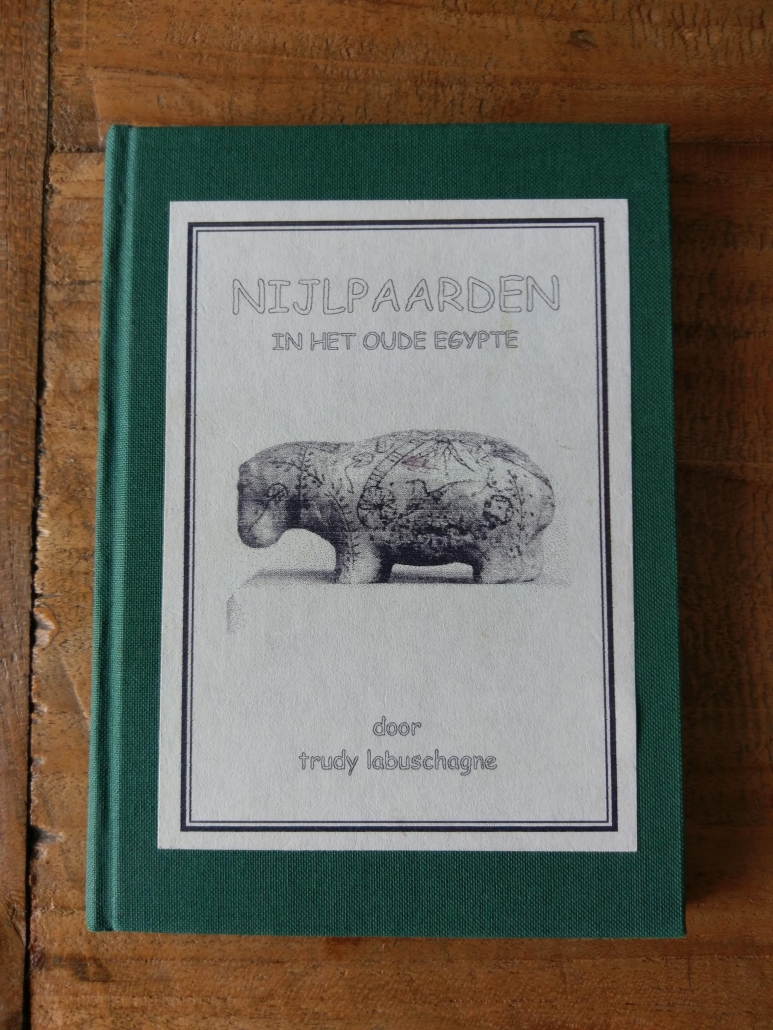 NIJLPAARDEN
IN HET OUDE EGYPTE
door
trudy labuschagne